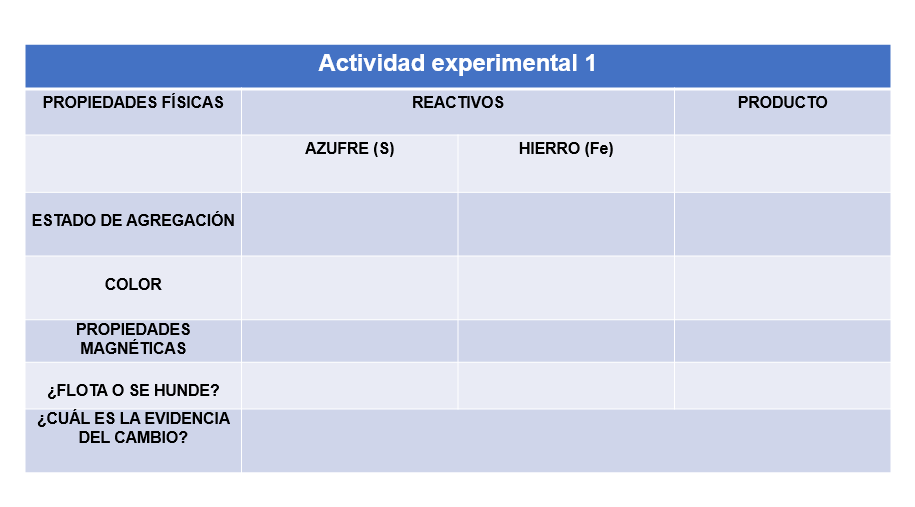 Actividad experimental 1
PROPIEDADES FÍSICAS
REACTIVOS
PRODUCTO
AZUFRE (S)
HIERRO (Fe)
ESTADO DE AGREGACIÓN
COLOR
PROPIEDADES
MAGNÉTICAS
¿FLOTA O SE HUNDE?
¿CUÁL ES LA EVIDENCIA
DEL CAMBIO?